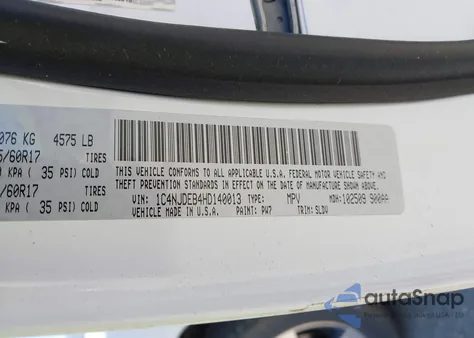 076 KG 4575 LB
5/60R17 TIRES
KPA ( 35 PSI) COLD
/60R17 TIRES
KPA ( 35 PSI) COLD
THIS VEHICLE CONFORMS TO ALL APPLICABLE U.S.A. FEDERAL MOTOR VEHICLE SAFETY,
THEFT PREVENTION STANDARDS IN EFFECT ON THE DATE OF MANUFACTURE SHOWN ABOVE.
VIN: 1C4NJDEB4HD140013 TYPE: MPV MDH: 102509 900AA
VEHICLE MADE IN U.S.A. PAINT: PW7 TRIM: SLDV
autoSnap